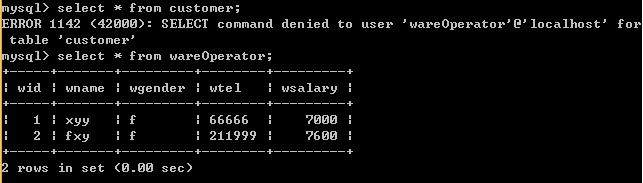 mysql> select * from customer;
ERROR 1142 (42000): SELECT command denied to user 'wareOperator'@'localhost' for
 table 'customer'
mysql> select * from wareOperator;
+------+-------+---------+--------+---------+
| wid | wname | wgender | wtel | wsalary |
+------+-------+---------+--------+---------+
| 1 | xyy | f | 66666 | 7000 |
| 2 | fxy | f | 211999 | 7600 |
+------+-------+---------+--------+---------+
2 rows in set (0.00 sec)